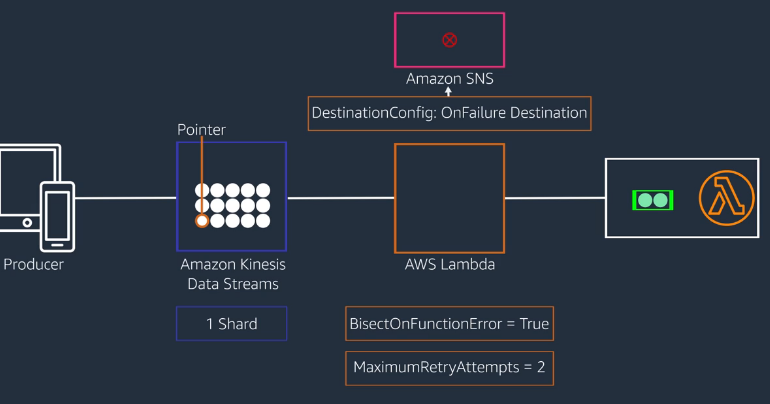 Amazon SNS
DestinationConfig: OnFailure Destination
Pointer
Producer
Amazon Kinesis
Data Streams
AWS Lambda
1 Shard
BisectOnFunctionError = True
MaximumRetryAttempts = 2